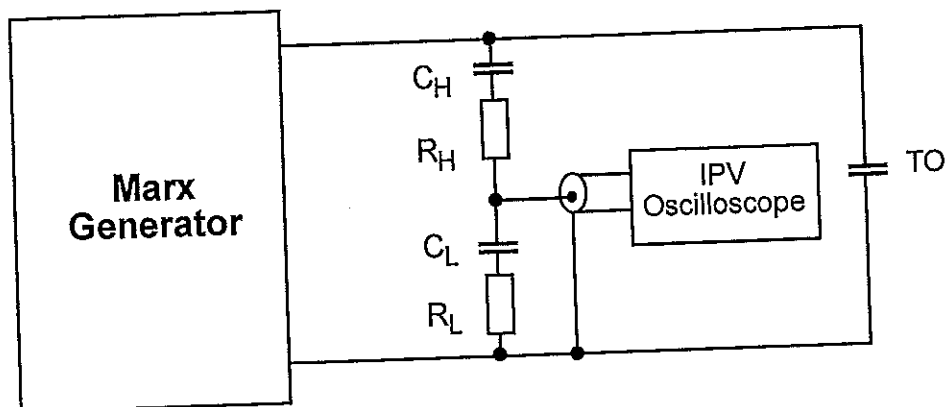 Marx
Generator
C_H
R_H
C_L
R_L
IPV
Oscilloscope
TO